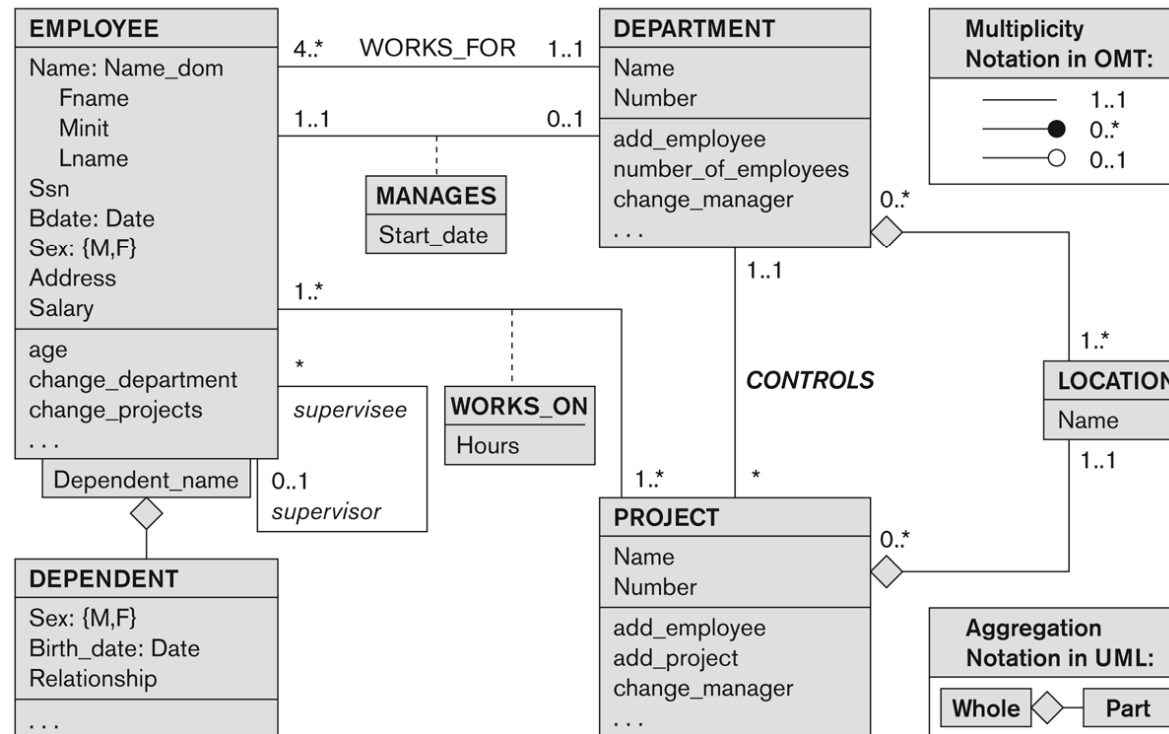 EMPLOYEE
Name: Name_dom
Fname
Minit
Lname
Ssn
Bdate: Date
Sex: {M,F}
Address
Salary
age
change_department
change_projects
. . .
Dependent_name
DEPENDENT
Sex: {M,F}
Birth_date: Date
Relationship
. . .
4..* WORKS_FOR 1..1
1..1 0..1
MANAGES
Start_date
1..*
*
supervisee
0..1
supervisor
WORKS_ON
Hours
1..*
DEPARTMENT
Name
Number
add_employee
number_of_employees
change_manager
. . .
0..*
1..1
CONTROLS
*
PROJECT
Name
Number
add_employee
add_project
change_manager
. . .
0..*
1..*
LOCATION
Name
1..1
Multiplicity
Notation in OMT:
1..1
0..*
0..1
Aggregation
Notation in UML:
Whole Part